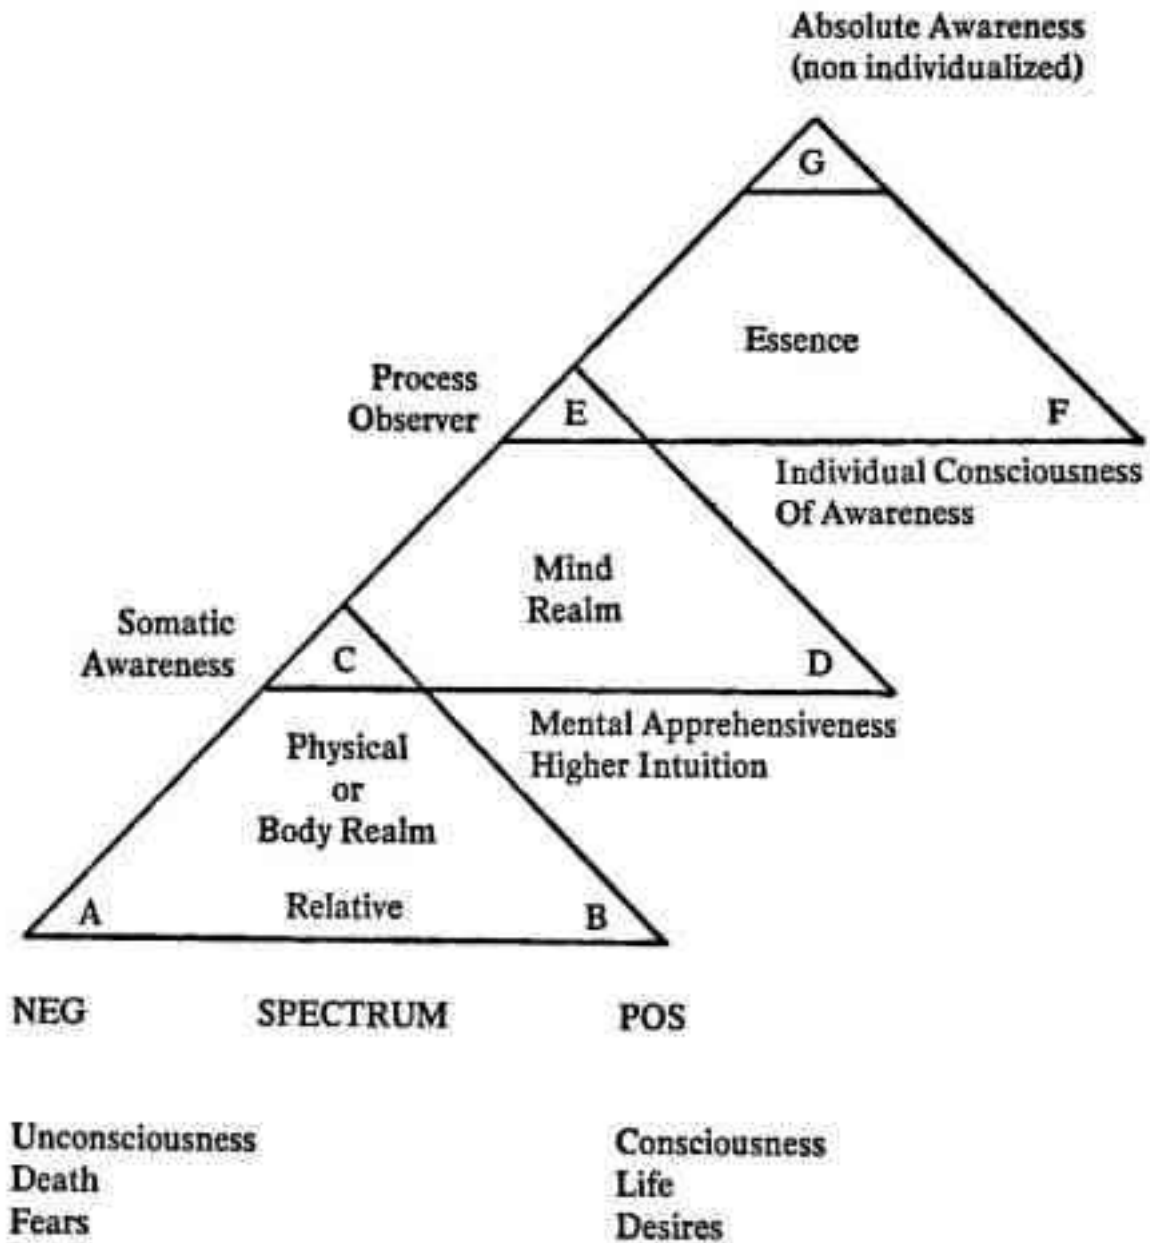 Absolute Awareness
(non individualized)
G
Essence
Process
Observer
E
F
Individual Consciousness
Of Awareness
Mind
Realm
Somatic
Awareness
C
D
Mental Apprehensiveness
Higher Intuition
Physical
or
Body Realm
A
Relative
B
NEG SPECTRUM POS
Unconsciousness
Death
Fears
Consciousness
Life
Desires